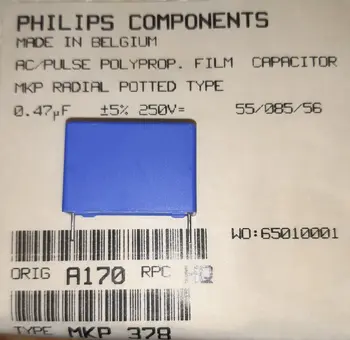 PHILIPS COMPONENTS
MADE IN BELGIUM
AC/PULSE POLYPROP. FILM CAPACITOR
MKP RADIAL POTTED TYPE
0.47µF ±5% 250V= 55/085/56
WO:65010001
ORIG A170 RPC HQ
TYPE MKP 378